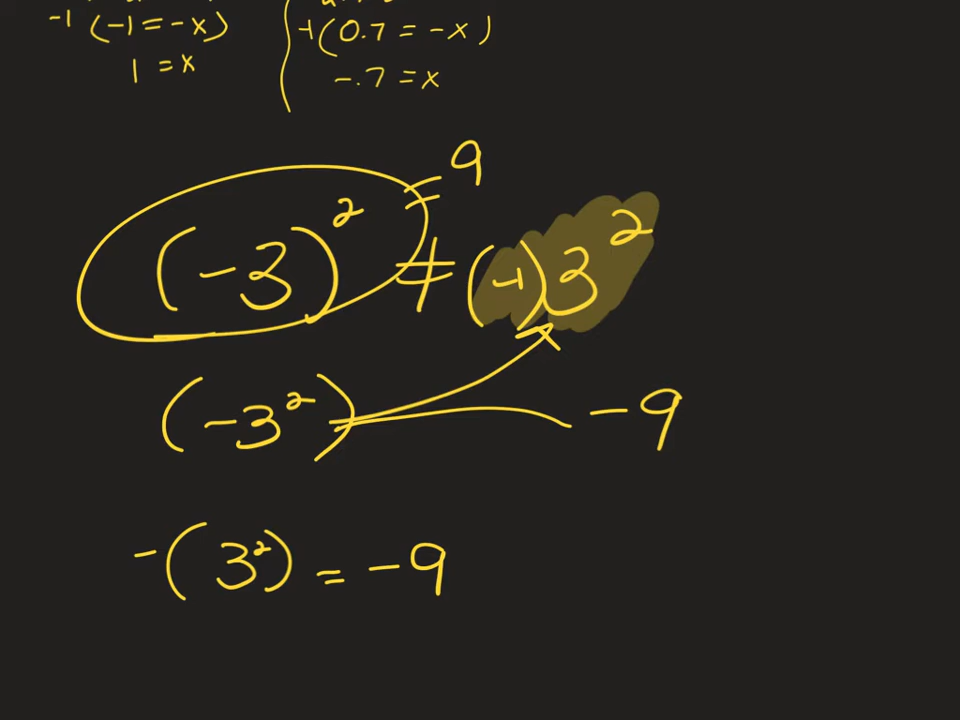 -1 (-1 = -x)
1 = x
-1(0.7 = -x)
-.7 = x
(-3)² = 9
≠ (-1)3²
(-3²) -9
-(3²) = -9